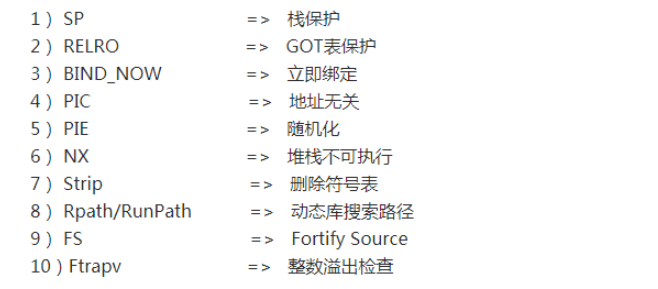 1）SP => 栈保护
2）RELRO => GOT表保护
3）BIND_NOW => 立即绑定
4）PIC => 地址无关
5）PIE => 随机化
6）NX => 堆栈不可执行
7）Strip => 删除符号表
8）Rpath/RunPath => 动态库搜索路径
9）FS => Fortify Source
10）Ftrapv => 整数溢出检查